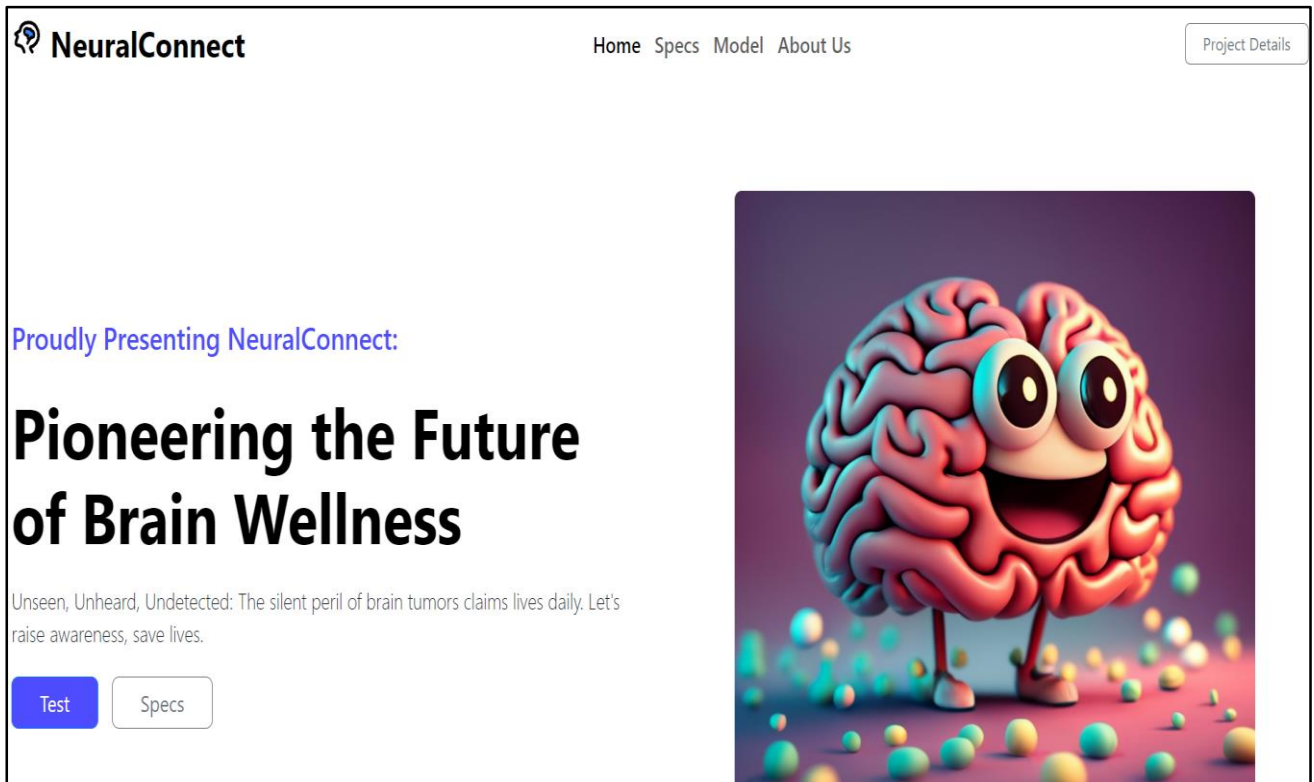 NeuralConnect
Home Specs Model About Us
Project Details
Proudly Presenting NeuralConnect:
Pioneering the Future
of Brain Wellness
Unseen, Unheard, Undetected: The silent peril of brain tumors claims lives daily. Let's
raise awareness, save lives.
Test
Specs